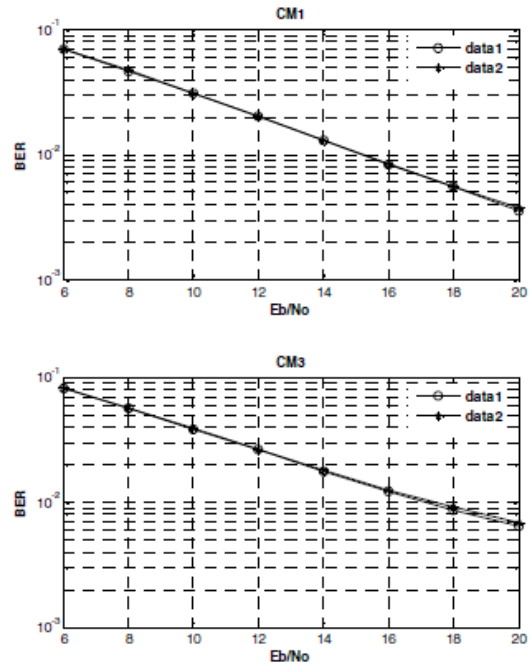 CM1
10^-1
data1
data2
BER
10^-2
10^-3
6 8 10 12 14 16 18 20
Eb/No
CM3
10^-1
data1
data2
BER
10^-2
10^-3
6 8 10 12 14 16 18 20
Eb/No